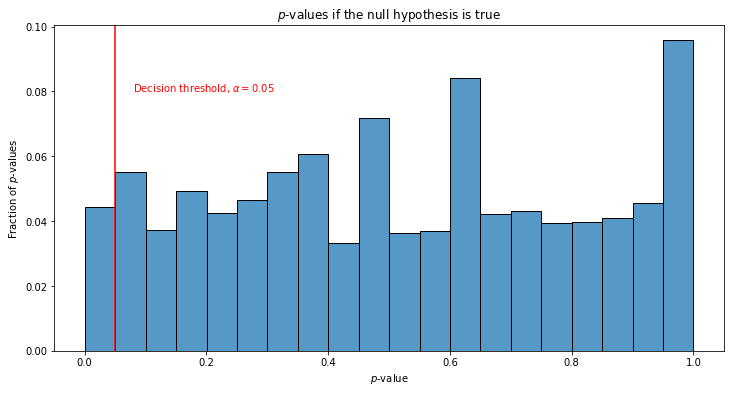 p-values if the null hypothesis is true
0.10
0.08
0.06
0.04
0.02
0.00
Fraction of p-values
Decision threshold, α = 0.05
0.0 0.2 0.4 0.6 0.8 1.0
p-value